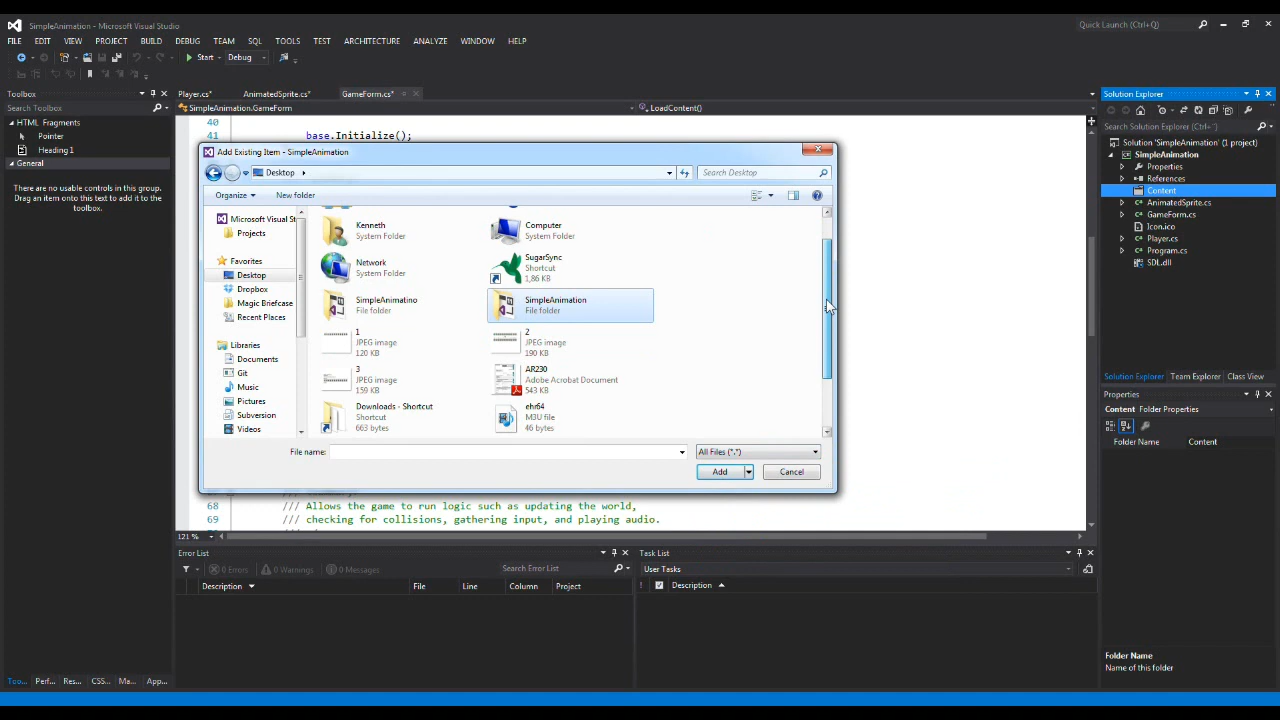 SimpleAnimation - Microsoft Visual Studio
Quick Launch (Ctrl+Q)
FILE EDIT VIEW PROJECT BUILD DEBUG TEAM SQL TOOLS TEST ARCHITECTURE ANALYZE WINDOW HELP
Start Debug
Toolbox
Search Toolbox
HTML Fragments
Pointer
Heading 1
General
There are no usable controls in this group.
Drag an item onto this text to add it to the
toolbox.
Player.cs* AnimatedSprite.cs* GameForm.cs*
SimpleAnimation.GameForm LoadContent()
40
41 base.Initialize();
Add Existing Item - SimpleAnimation
Desktop
Search Desktop
Organize New folder
Microsoft Visual St
Projects
Favorites
Desktop
Dropbox
Magic Briefcase
Recent Places
Libraries
Documents
Git
Music
Pictures
Subversion
Videos
Kenneth
System Folder
Computer
System Folder
Network
System Folder
SugarSync
Shortcut
1,86 KB
SimpleAnimatino
File folder
SimpleAnimation
File folder
1
JPEG image
120 KB
2
JPEG image
190 KB
3
JPEG image
159 KB
AR230
Adobe Acrobat Document
543 KB
Downloads - Shortcut
Shortcut
663 bytes
ehr64
M3U file
46 bytes
File name:
All Files (*.*)
Add Cancel
68 /// Allows the game to run logic such as updating the world,
69 /// checking for collisions, gathering input, and playing audio.
121 %
Error List
0 Errors 0 Warnings 0 Messages
Search Error List
Description File Line Column Project
Task List
User Tasks
! Description
Solution Explorer
Search Solution Explorer (Ctrl+')
Solution 'SimpleAnimation' (1 project)
SimpleAnimation
Properties
References
Content
AnimatedSprite.cs
GameForm.cs
Icon.ico
Player.cs
Program.cs
SDL.dll
Solution Explorer Team Explorer Class View
Properties
Content Folder Properties
Folder Name Content
Folder Name
Name of this folder
Too... Perf... Res... CSS... Ma... App...